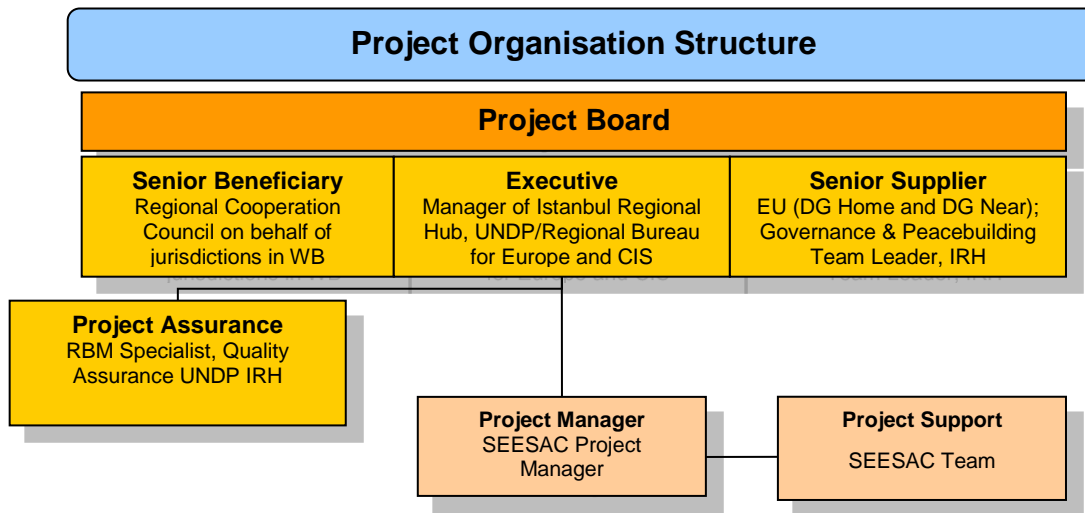 Project Organisation Structure
Project Board
Senior Beneficiary
Regional Cooperation
Council on behalf of
jurisdictions in WB
Executive
Manager of Istanbul Regional
Hub, UNDP/Regional Bureau
for Europe and CIS
Senior Supplier
EU (DG Home and DG Near);
Governance & Peacebuilding
Team Leader, IRH
Project Assurance
RBM Specialist, Quality
Assurance UNDP IRH
Project Manager
SEESAC Project
Manager
Project Support
SEESAC Team